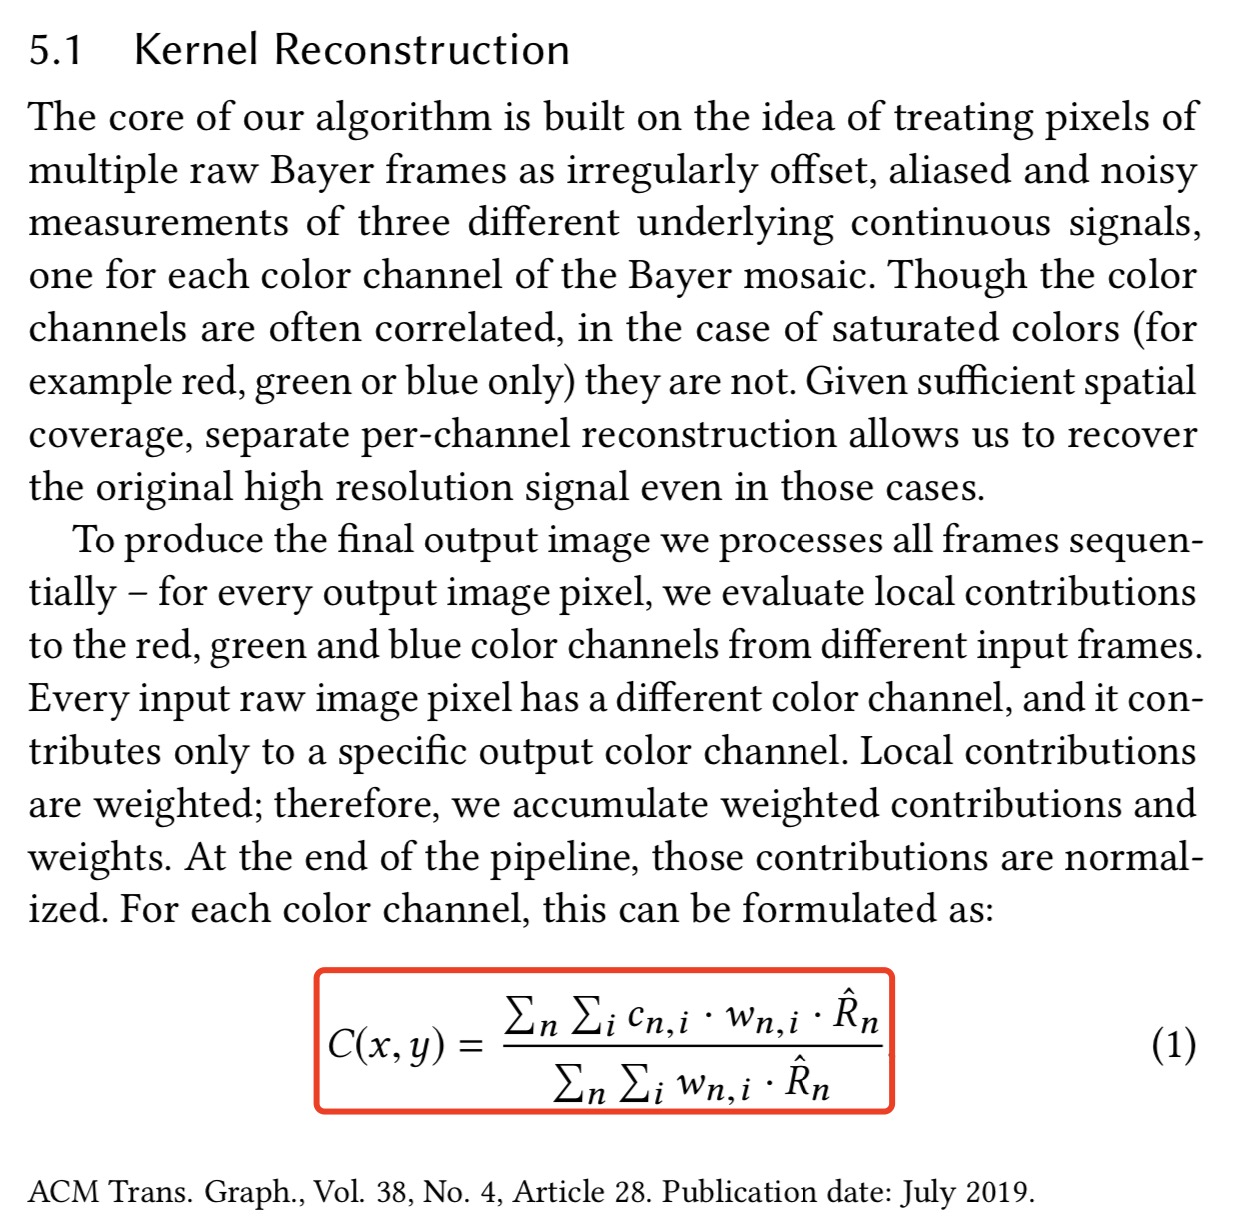 5.1 Kernel Reconstruction
The core of our algorithm is built on the idea of treating pixels of
multiple raw Bayer frames as irregularly offset, aliased and noisy
measurements of three different underlying continuous signals,
one for each color channel of the Bayer mosaic. Though the color
channels are often correlated, in the case of saturated colors (for
example red, green or blue only) they are not. Given sufficient spatial
coverage, separate per-channel reconstruction allows us to recover
the original high resolution signal even in those cases.
To produce the final output image we processes all frames sequen-
tially – for every output image pixel, we evaluate local contributions
to the red, green and blue color channels from different input frames.
Every input raw image pixel has a different color channel, and it con-
tributes only to a specific output color channel. Local contributions
are weighted; therefore, we accumulate weighted contributions and
weights. At the end of the pipeline, those contributions are normal-
ized. For each color channel, this can be formulated as:
C(x, y) = \frac{\sum_n \sum_i c_{n,i} \cdot w_{n,i} \cdot \hat{R}_n}{\sum_n \sum_i w_{n,i} \cdot \hat{R}_n} (1)
ACM Trans. Graph., Vol. 38, No. 4, Article 28. Publication date: July 2019.